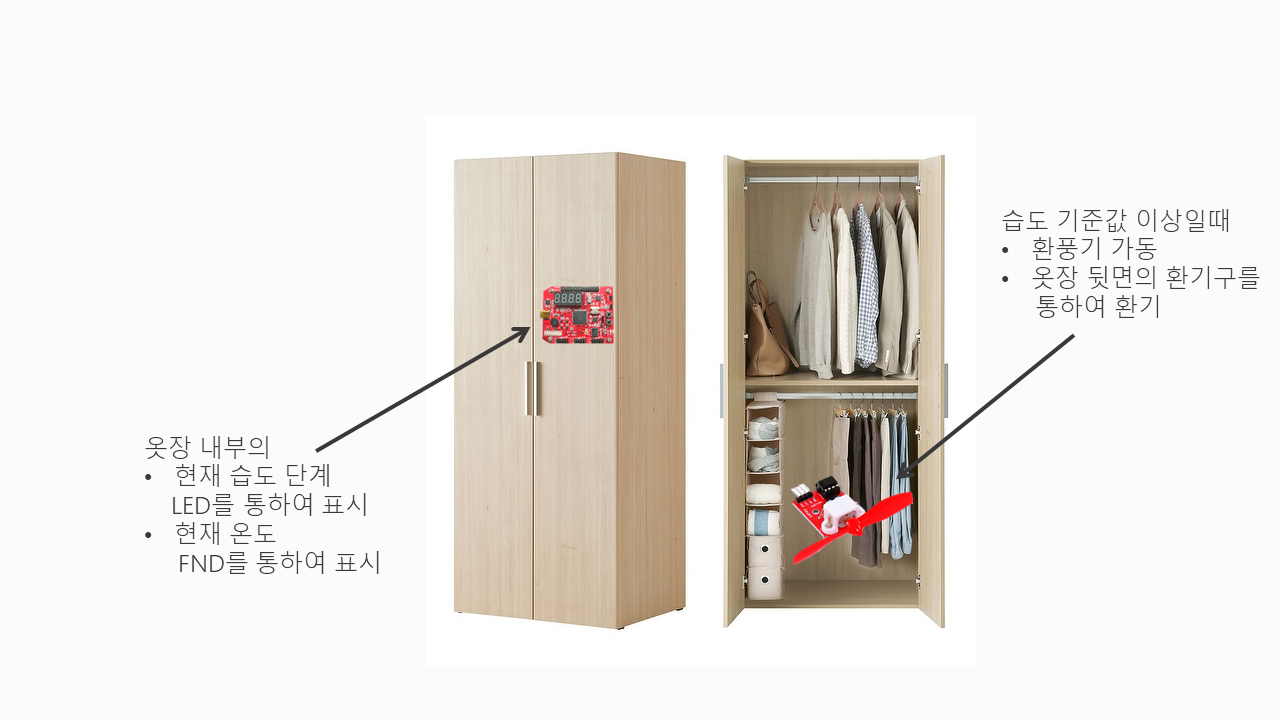 습도 기준값 이상일때
• 환풍기 가동
• 옷장 뒷면의 환기구를
통하여 환기
옷장 내부의
• 현재 습도 단계
LED를 통하여 표시
• 현재 온도
FND를 통하여 표시